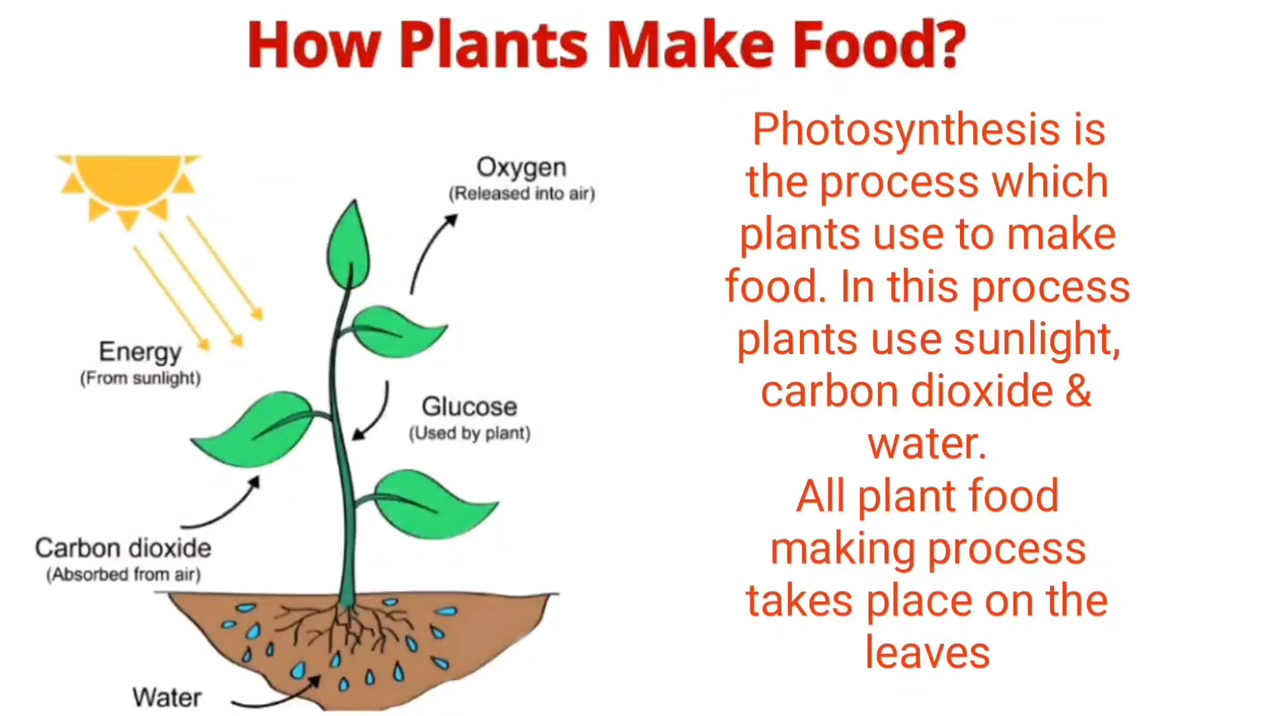 How Plants Make Food?
Oxygen
(Released into air)
Energy
(From sunlight)
Glucose
(Used by plant)
Carbon dioxide
(Absorbed from air)
Water
Photosynthesis is
the process which
plants use to make
food. In this process
plants use sunlight,
carbon dioxide &
water.
All plant food
making process
takes place on the
leaves